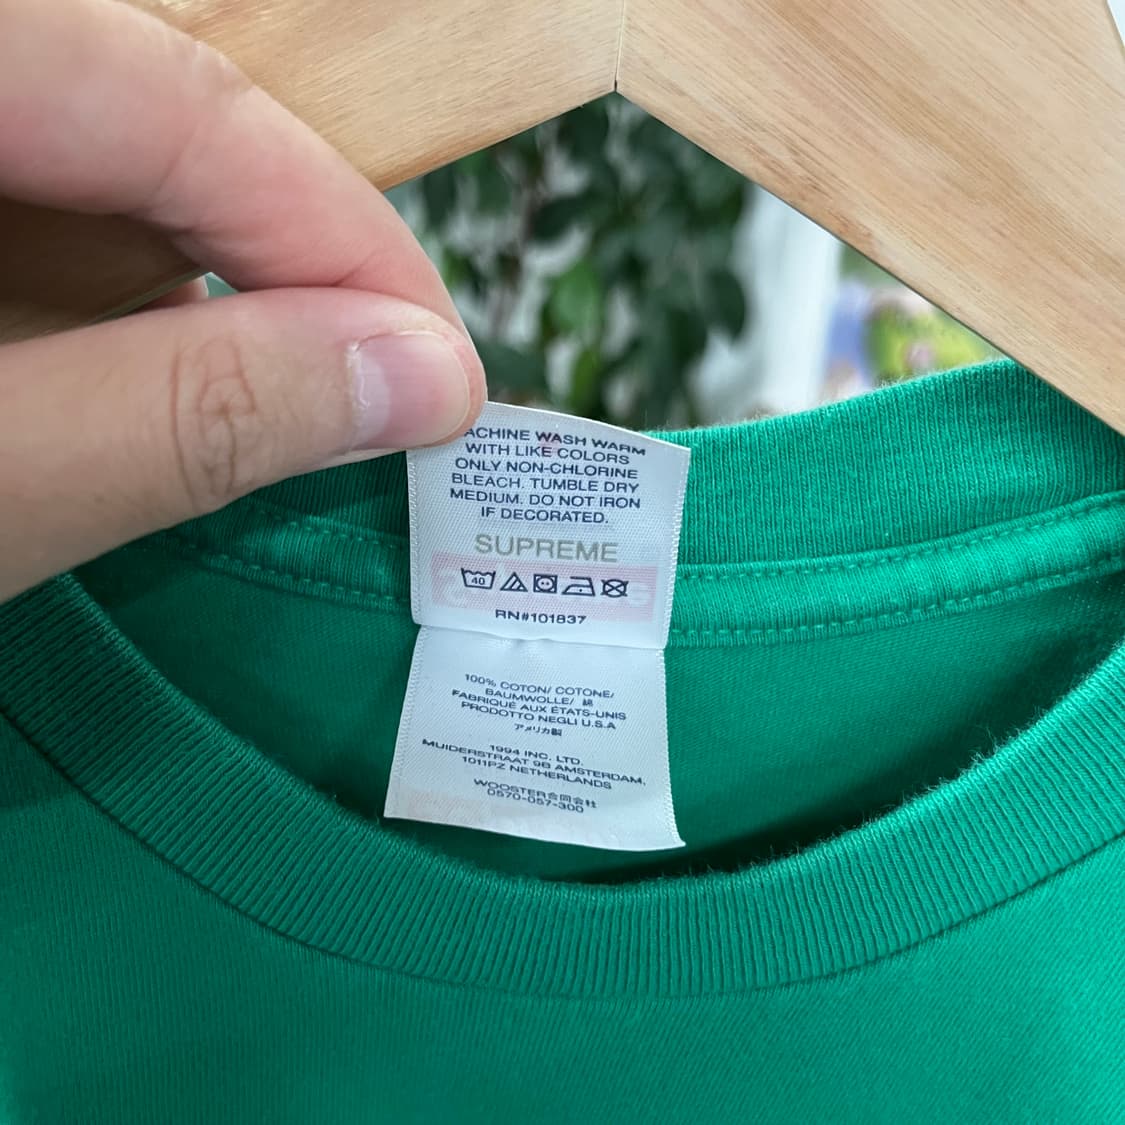 ACHINE WASH WARM
WITH LIKE COLORS
ONLY NON-CHLORINE
BLEACH. TUMBLE DRY
MEDIUM. DO NOT IRON
IF DECORATED.
SUPREME
40
RN#101837
100% COTON/ COTONE/
BAUMWOLLE/ 綿
FABRIQUÉ AUX ÉTATS-UNIS
PRODOTTO NEGLI U.S.A
アメリカ製
1994 INC. LTD.
MUIDERSTRAAT 9B AMSTERDAM,
1011PZ NETHERLANDS
WOOSTER合同会社
0570-057-300